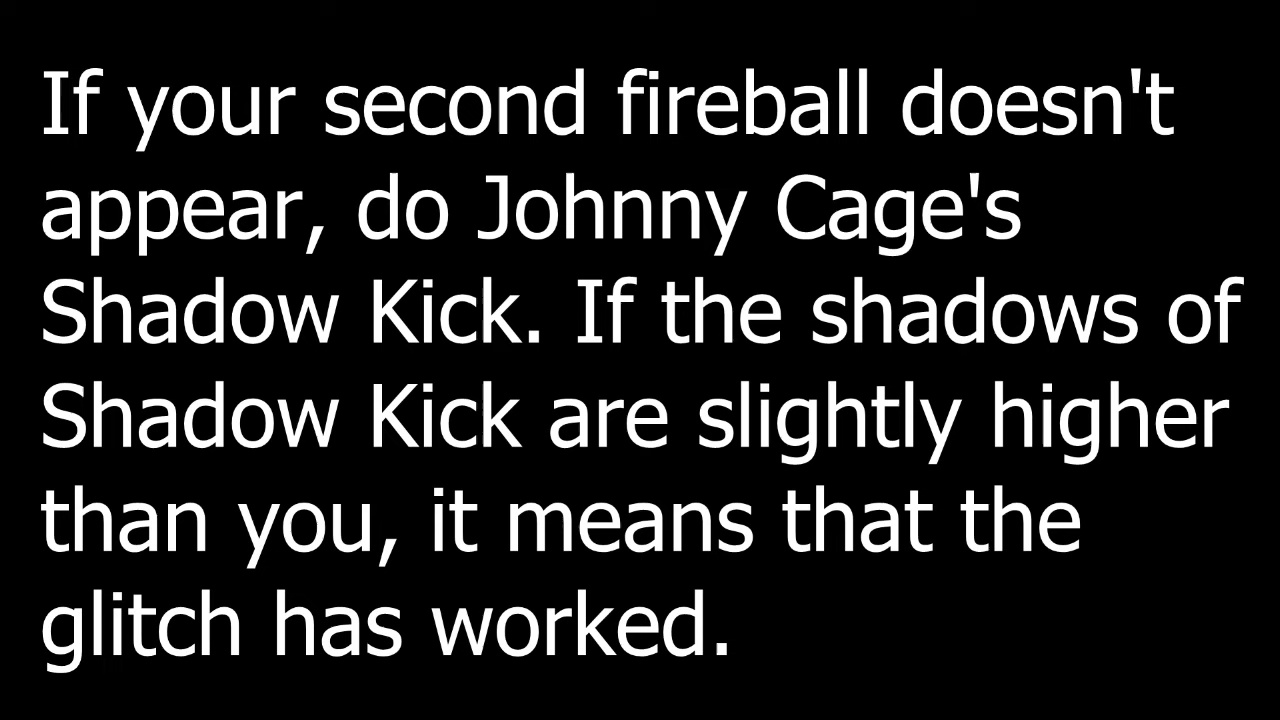 If your second fireball doesn't
appear, do Johnny Cage's
Shadow Kick. If the shadows of
Shadow Kick are slightly higher
than you, it means that the
glitch has worked.